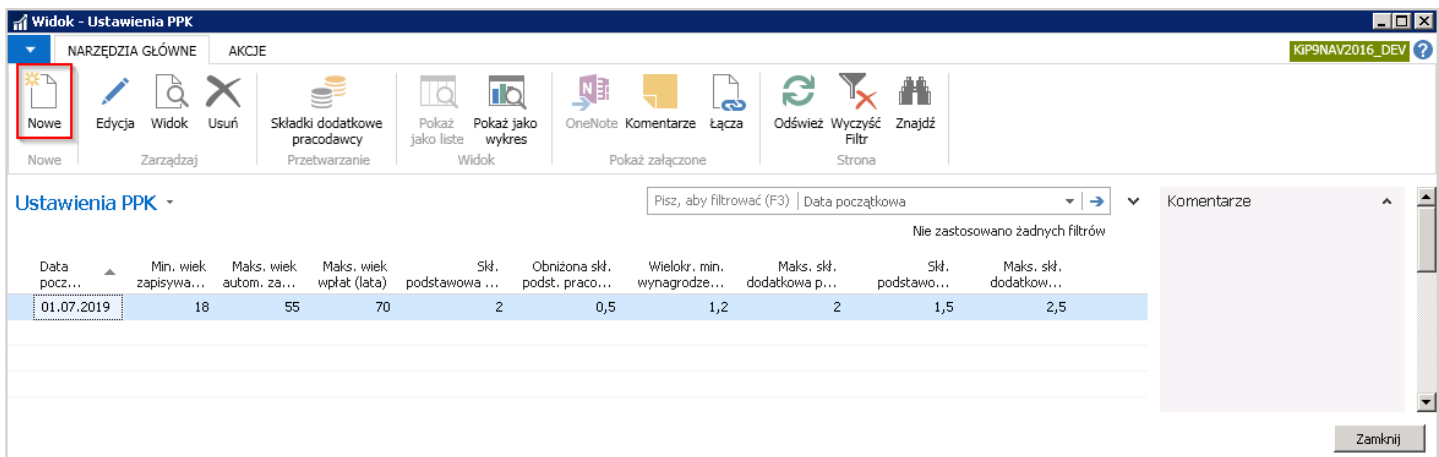 Widok - Ustawienia PPK
NARZĘDZIA GŁÓWNE AKCJE KiP9NAV2016_DEV
Nowe Edycja Widok Usuń Składki dodatkowe pracodawcy Pokaż jako liste Pokaż jako wykres OneNote Komentarze Łącza Odśwież Wyczyść Filtr Znajdź
Nowe Zarządzaj Przetwarzanie Widok Pokaż załączone Strona
Ustawienia PPK Pisz, aby filtrować (F3) Data początkowa Komentarze
Nie zastosowano żadnych filtrów
Data Min. wiek Maks. wiek Maks. wiek Skł. Obniżona skł. Wielokr. min. Maks. skł. Skł. Maks. skł.
pocz... zapisywa... autom. za... wpłat (lata) podstawowa ... podst. praco... wynagrodze... dodatkowa p... podstawo... dodatkow...
01.07.2019 18 55 70 2 0,5 1,2 2 1,5 2,5
Zamknij